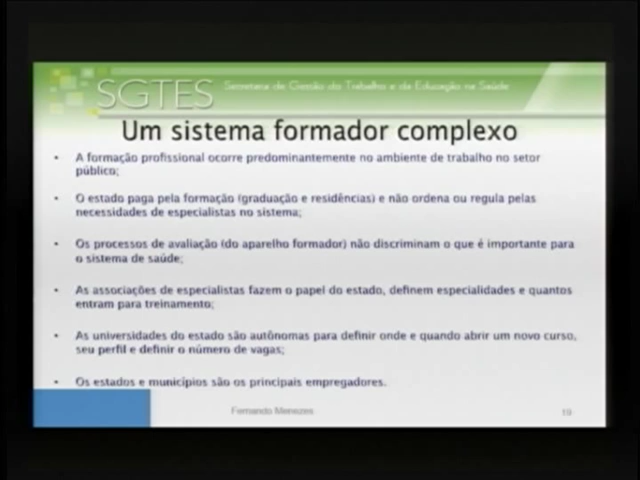 SGTES
Secretaria de Gestão do Trabalho e da Educação na Saúde
Um sistema formador complexo
• A formação profissional ocorre predominantemente no ambiente de trabalho no setor
público;
• O estado paga pela formação (graduação e residências) e não ordena ou regula pelas
necessidades de especialistas no sistema;
• Os processos de avaliação (do aparelho formador) não discriminam o que é importante para
o sistema de saúde;
• As associações de especialistas fazem o papel do estado, definem especialidades e quantos
entram para treinamento;
• As universidades do estado são autônomas para definir onde e quando abrir um novo curso,
seu perfil e definir o número de vagas;
• Os estados e municípios são os principais empregadores.
Fernando Menezes
19